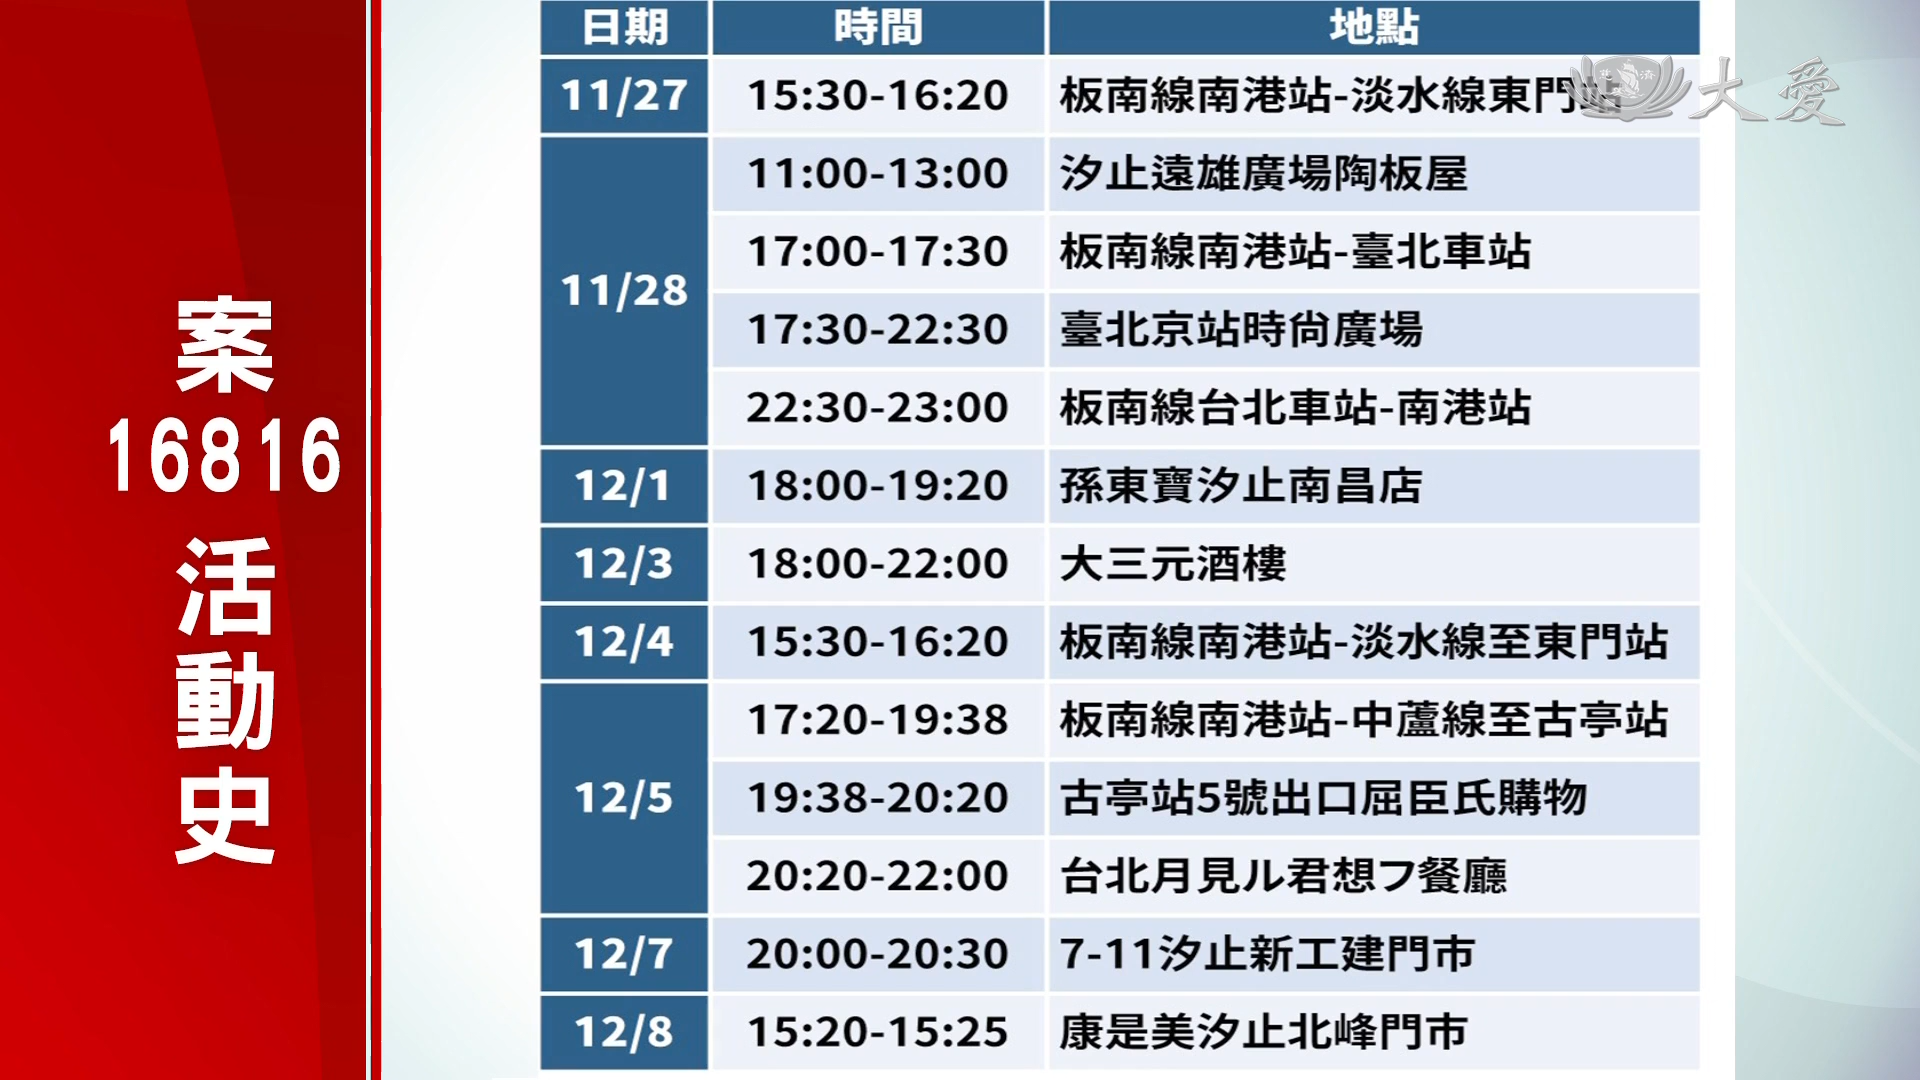 案
16816
活
動
史
日期 時間 地點
11/27 15:30-16:20 板南線南港站-淡水線東門站
大愛
11/28 11:00-13:00 汐止遠雄廣場陶板屋
17:00-17:30 板南線南港站-臺北車站
17:30-22:30 臺北京站時尚廣場
22:30-23:00 板南線台北車站-南港站
12/1 18:00-19:20 孫東寶汐止南昌店
12/3 18:00-22:00 大三元酒樓
12/4 15:30-16:20 板南線南港站-淡水線至東門站
12/5 17:20-19:38 板南線南港站-中蘆線至古亭站
19:38-20:20 古亭站5號出口屈臣氏購物
20:20-22:00 台北月見ル君想フ餐廳
12/7 20:00-20:30 7-11汐止新工建門市
12/8 15:20-15:25 康是美汐止北峰門市